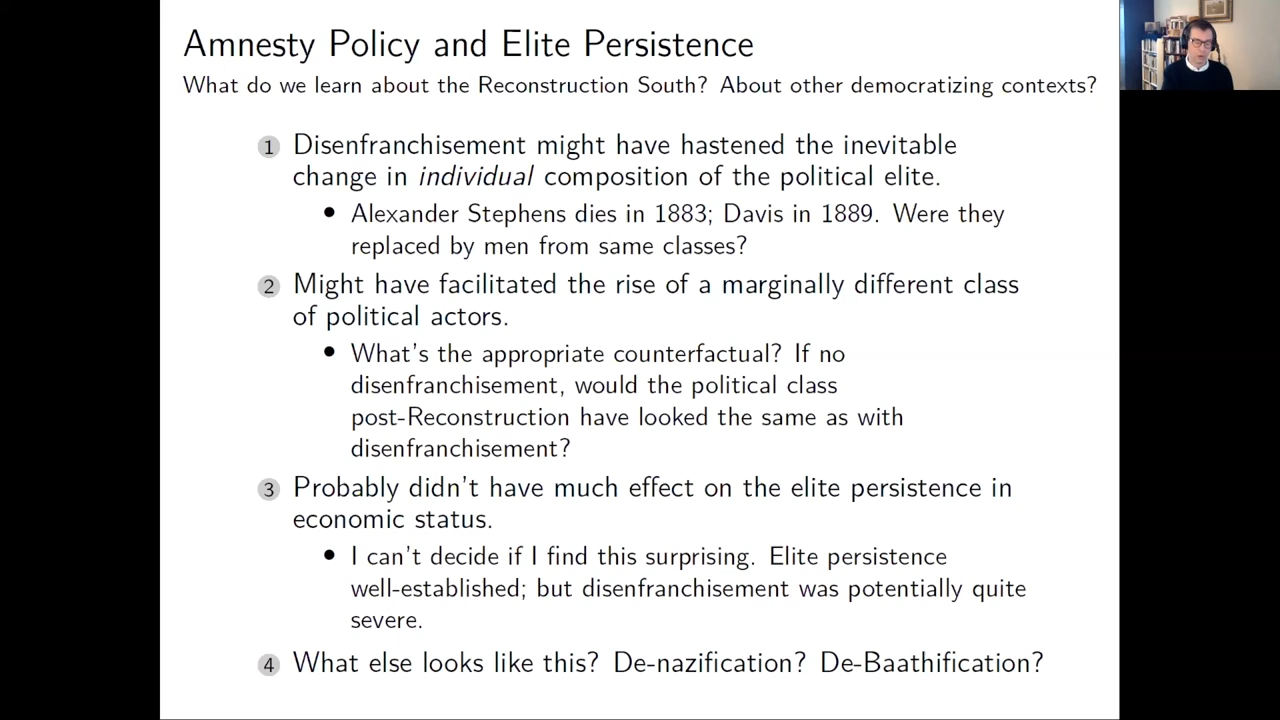 Amnesty Policy and Elite Persistence
What do we learn about the Reconstruction South? About other democratizing contexts?
1 Disenfranchisement might have hastened the inevitable
change in individual composition of the political elite.
• Alexander Stephens dies in 1883; Davis in 1889. Were they
replaced by men from same classes?
2 Might have facilitated the rise of a marginally different class
of political actors.
• What's the appropriate counterfactual? If no
disenfranchisement, would the political class
post-Reconstruction have looked the same as with
disenfranchisement?
3 Probably didn't have much effect on the elite persistence in
economic status.
• I can't decide if I find this surprising. Elite persistence
well-established; but disenfranchisement was potentially quite
severe.
4 What else looks like this? De-nazification? De-Baathification?